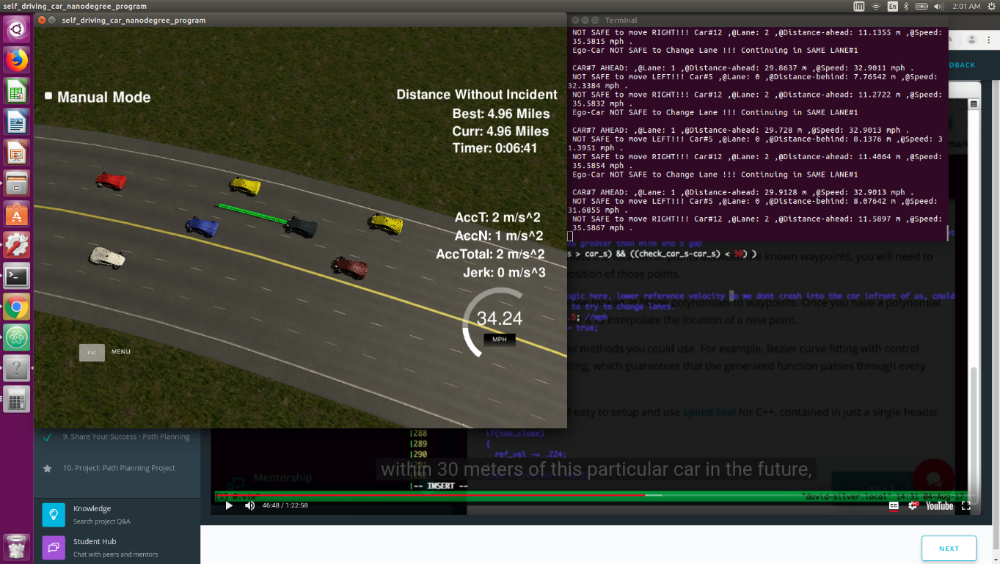 self_driving_car_nanodegree_program
En
2:01 AM
self_driving_car_nanodegree_program
Manual Mode
Distance Without Incident
Best: 4.96 Miles
Curr: 4.96 Miles
Timer: 0:06:41
AccT: 2 m/s^2
AccN: 1 m/s^2
AccTotal: 2 m/s^2
Jerk: 0 m/s^3
34.24
MPH
ESC
MENU
Terminal
NOT SAFE to move RIGHT!!! Car#12 ,@Lane: 2 ,@Distance-ahead: 11.1355 m ,@Speed:
35.5815 mph .
Ego-Car NOT SAFE to Change Lane !!! Continuing in SAME LANE#1
CAR#7 AHEAD: ,@Lane: 1 ,@Distance-ahead: 29.8637 m ,@Speed: 32.9011 mph .
NOT SAFE to move LEFT!!! Car#5 ,@Lane: 0 ,@Distance-behind: 7.76542 m ,@Speed:
32.3384 mph .
NOT SAFE to move RIGHT!!! Car#12 ,@Lane: 2 ,@Distance-ahead: 11.2722 m ,@Speed:
35.5832 mph .
Ego-Car NOT SAFE to Change Lane !!! Continuing in SAME LANE#1
CAR#7 AHEAD: ,@Lane: 1 ,@Distance-ahead: 29.728 m ,@Speed: 32.9013 mph .
NOT SAFE to move LEFT!!! Car#5 ,@Lane: 0 ,@Distance-behind: 8.1376 m ,@Speed: 3
1.3951 mph .
NOT SAFE to move RIGHT!!! Car#12 ,@Lane: 2 ,@Distance-ahead: 11.4064 m ,@Speed:
35.5854 mph .
Ego-Car NOT SAFE to Change Lane !!! Continuing in SAME LANE#1
CAR#7 AHEAD: ,@Lane: 1 ,@Distance-ahead: 29.9128 m ,@Speed: 32.9013 mph .
NOT SAFE to move LEFT!!! Car#5 ,@Lane: 0 ,@Distance-behind: 8.07642 m ,@Speed:
31.6855 mph .
NOT SAFE to move RIGHT!!! Car#12 ,@Lane: 2 ,@Distance-ahead: 11.5897 m ,@Speed:
35.5867 mph .
DBACK
s greater than mine and s gap
s > car_s) && ((check_car_s-car_s) < 30) )
the known waypoints, you will need to
osition of those points.
ogic here, lower reference velocity so we dont crash into the car infront of us, could
to try to change lanes.
polynomials to waypoints. Once you have a polynomial
5; //mph
interpolate the location of a new point.
= true;
er methods you could use. For example, Bezier curve fitting with control
tting, which guarantees that the generated function passes through every
d easy to setup and use spline tool for C++, contained in just a single header
288 if(too_close)
289 {
290 ref_vel -= .224;
within 30 meters of this particular car in the future,
-- INSERT --
"david-silver.local" 14:31 04-Aug-17
46:48 / 1:22:58
CC
HD
YouTube
9. Share Your Success - Path Planning
10. Project: Path Planning Project
Mentorship
NEXT
Knowledge
Search project Q&A
Student Hub
Chat with peers and mentors
NEXT